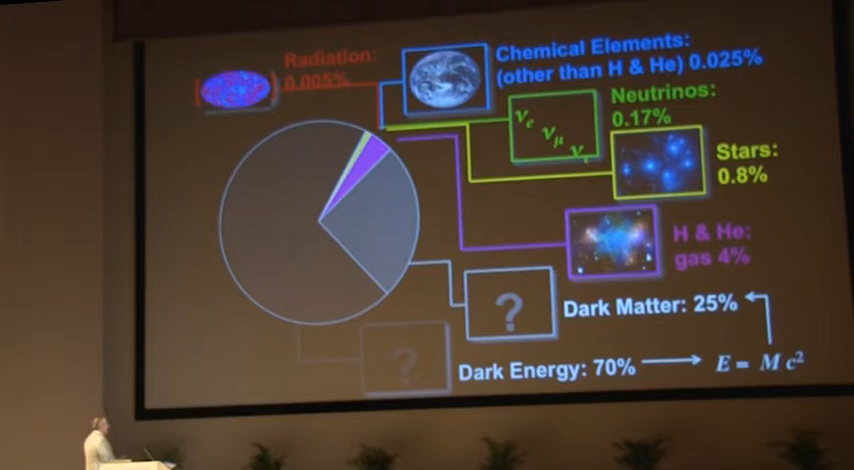 Radiation:
0.005%
Chemical Elements:
(other than H & He) 0.025%
Neutrinos:
0.17%
νe
νμ
ντ
Stars:
0.8%
H & He:
gas 4%
?
Dark Matter: 25%
?
Dark Energy: 70% → E = Mc²